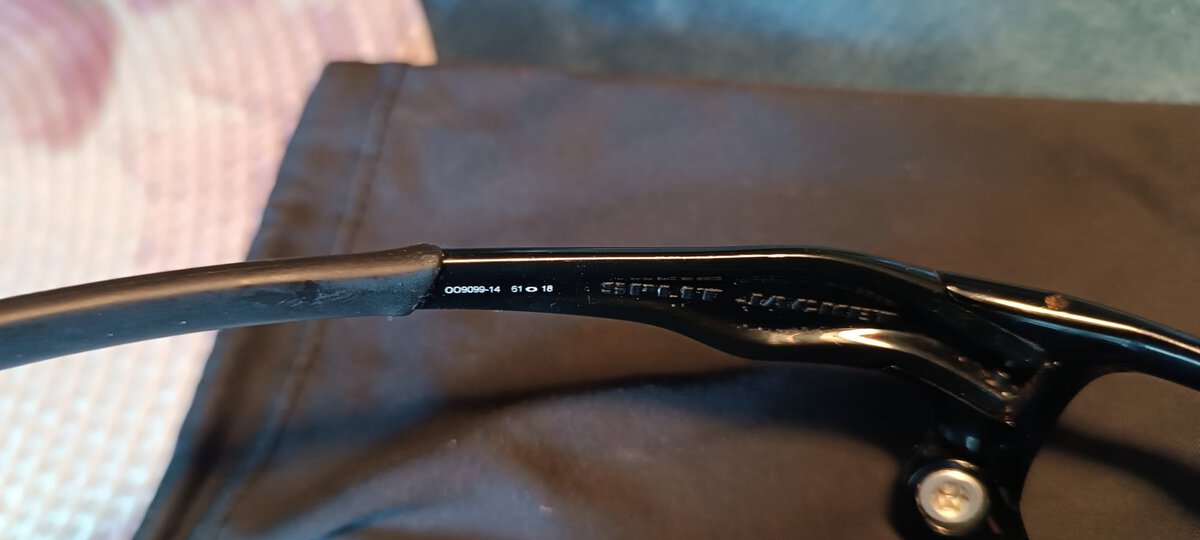 OO9099-14 61 18 SPLIT JACKET